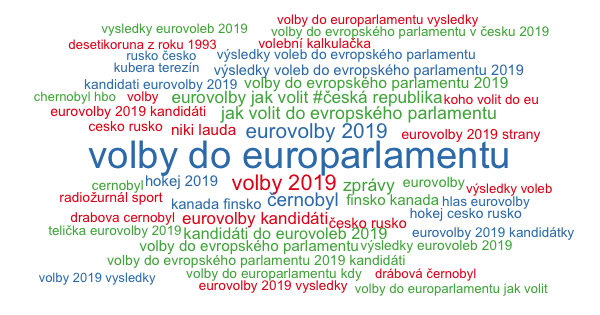 volby do europarlamentu vysledky
vysledky eurovoleb 2019
volby do evropského parlamentu v česku 2019
desetikoruna z roku 1993
volební kalkulačka
rusko česko
výsledky voleb do evropského parlamentu
kubera terezín
výsledky voleb do evropského parlamentu 2019
kandidati eurovolby 2019
volby do evropského parlamentu 2019
chernobyl hbo
volby
eurovolby jak volit #česká republika
koho volit do eu
eurovolby 2019 kandidáti
jak volit do evropského parlamentu
cesko rusko
niki lauda
eurovolby 2019
eurovolby 2019 strany
volby do europarlamentu
cernobyl
hokej 2019
volby 2019
zprávy
eurovolby
výsledky voleb
radiožurnál sport
kanada finsko
černobyl
finsko kanada
hlas eurovolby
drabova cernobyl
eurovolby kandidáti
česko rusko
hokej cesko rusko
telička eurovolby 2019
kandidáti do eurovoleb 2019
eurovolby 2019 kandidátky
volby do evropského parlamentu
výsledky eurovoleb 2019
volby do evropského parlamentu 2019 kandidáti
volby 2019 vysledky
volby do europarlamentu kdy
drábová černobyl
eurovolby 2019 vysledky
volby do europarlamentu jak volit